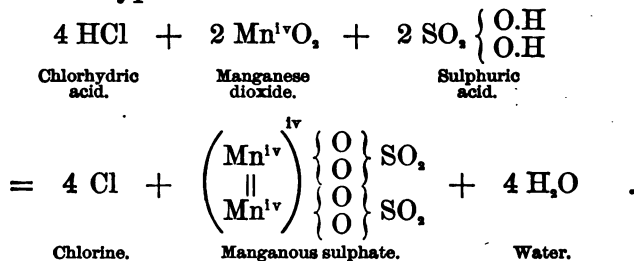 4 HCl + 2 MnⁱᵛO₂ + 2 SO₂ { O.H
O.H
Chlorhydric acid. Manganese dioxide. Sulphuric acid.
= 4 Cl + ( Mnⁱᵛ || Mnⁱᵛ )ⁱᵛ { O O } SO₂ { O O } SO₂ + 4 H₂O .
Chlorine. Manganous sulphate. Water.